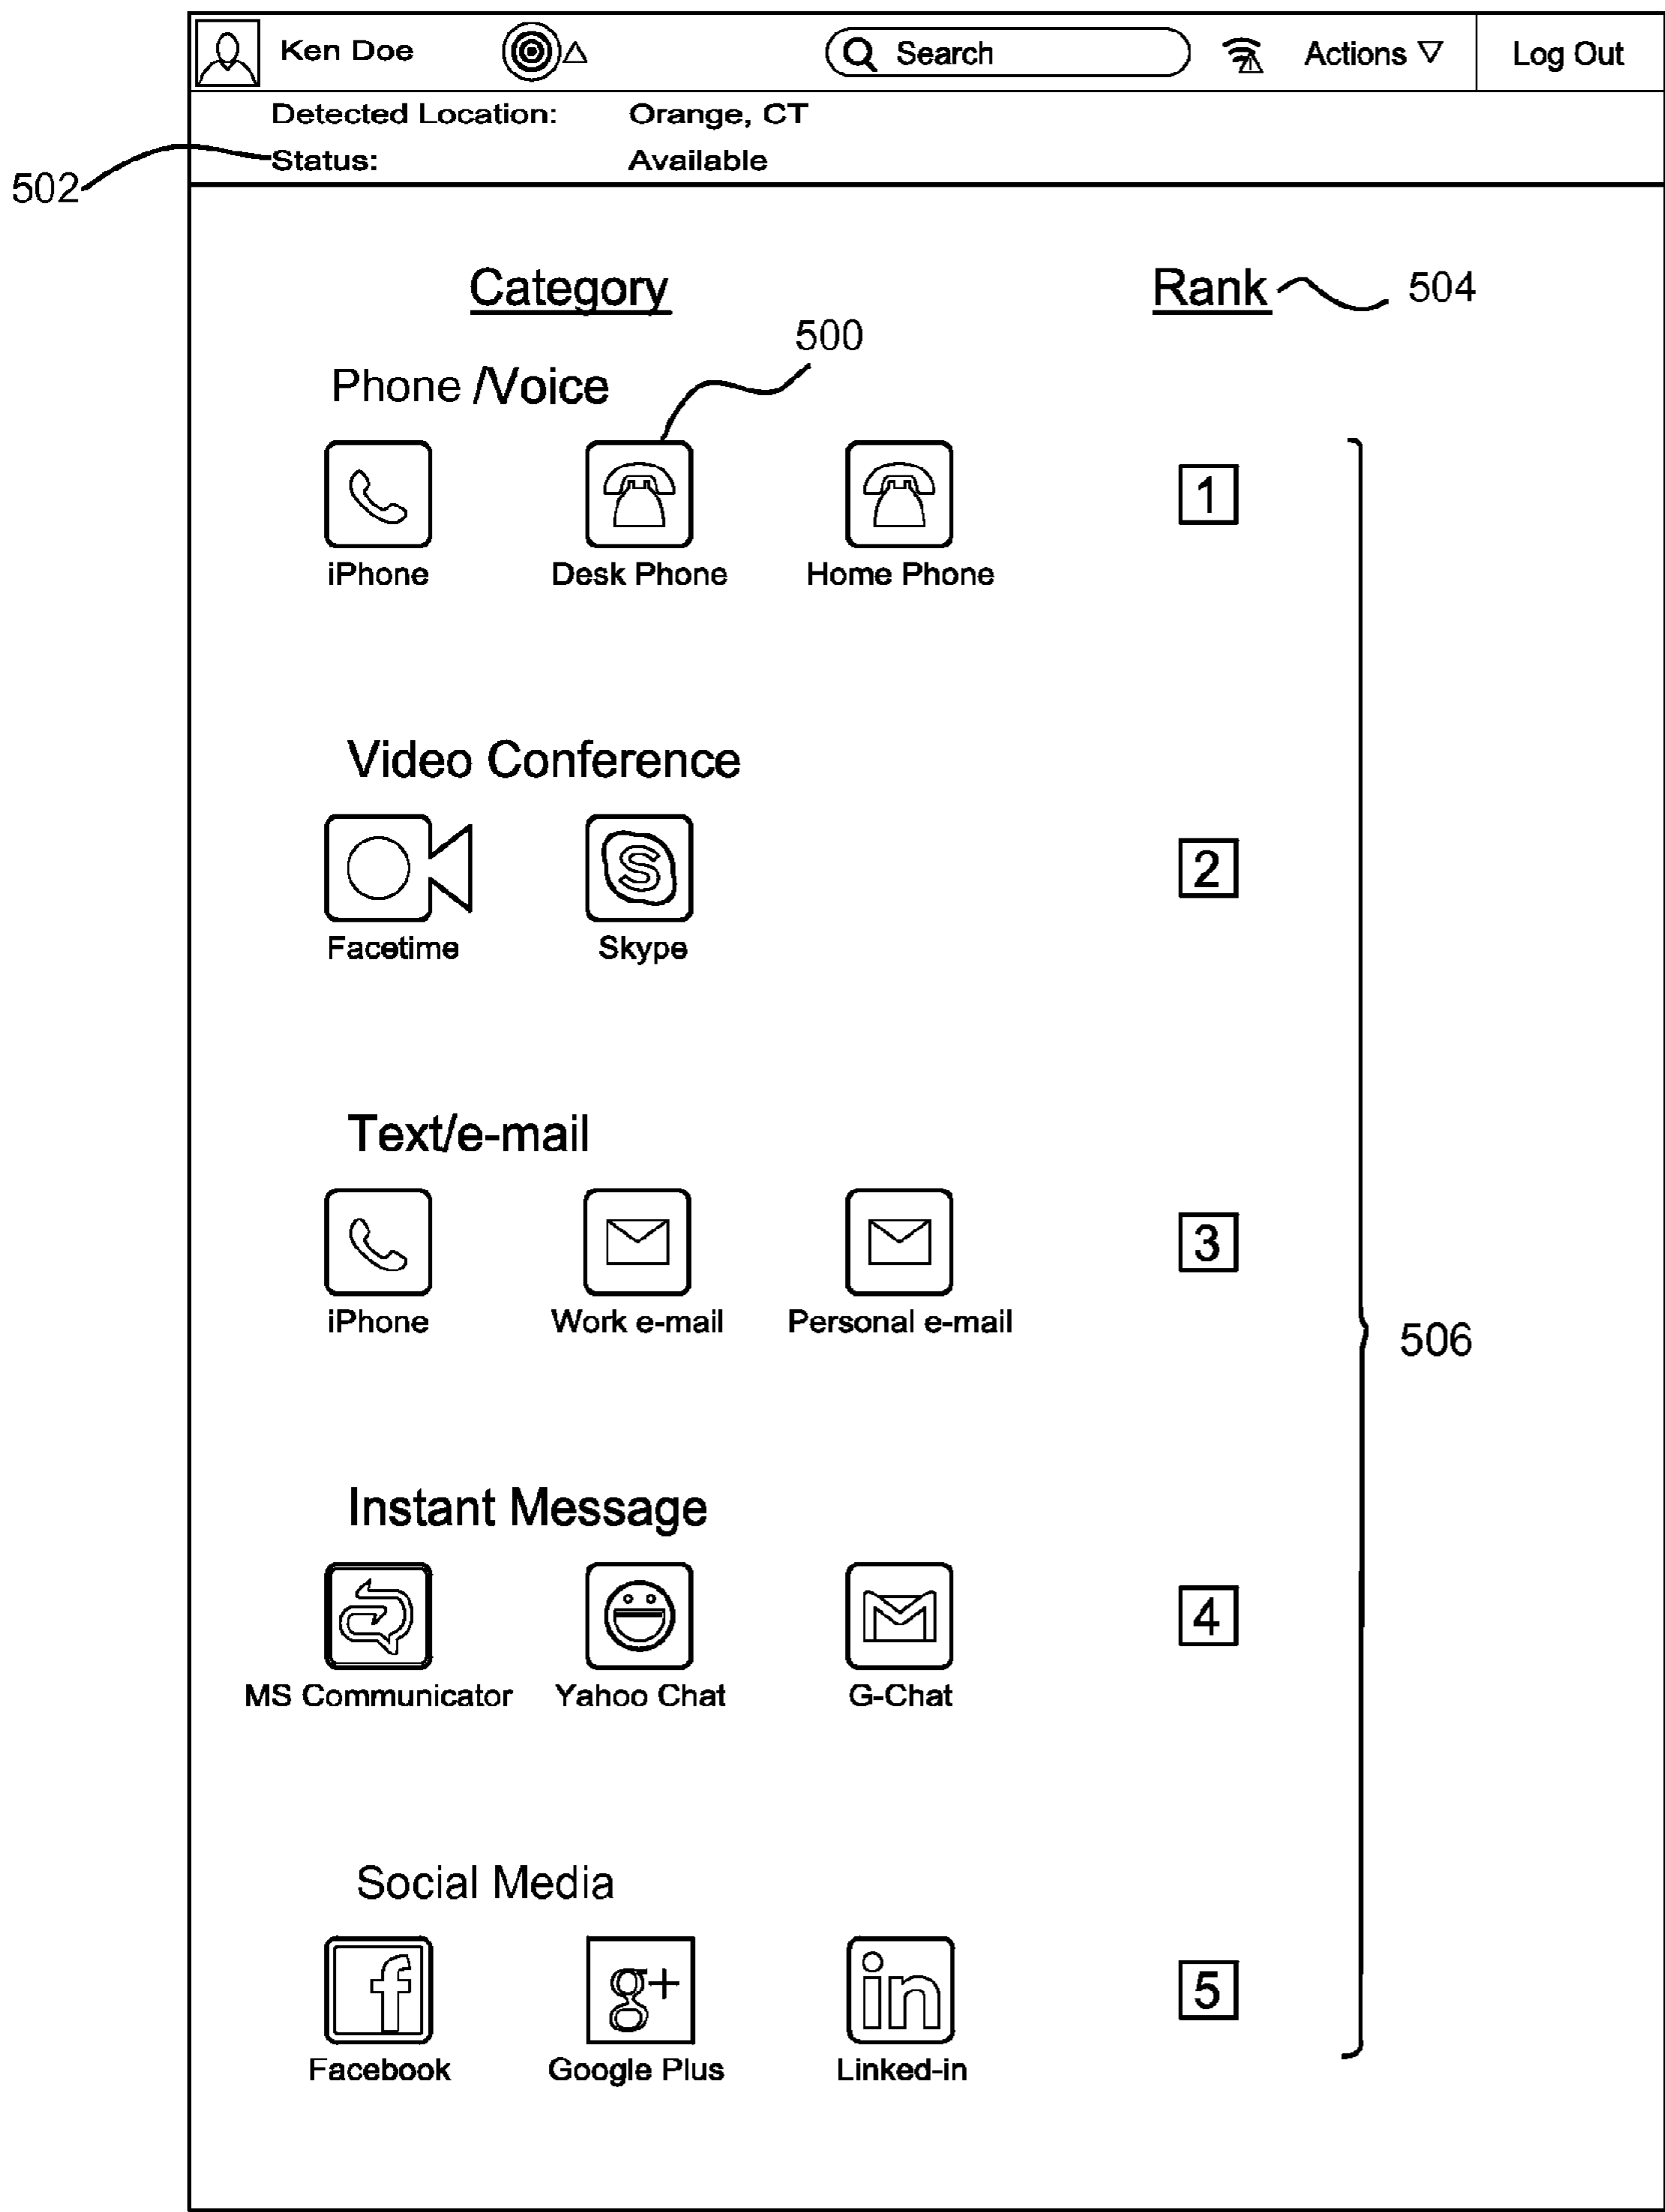 Ken Doe Search Actions Log Out
Detected Location: Orange, CT
Status: Available
502
Category Rank 504
500
Phone /Voice
1
iPhone Desk Phone Home Phone
Video Conference
S 2
Facetime Skype
Text/e-mail
3
iPhone Work e-mail Personal e-mail
506
Instant Message
4
MS Communicator Yahoo Chat G-Chat
Social Media
f g+ in 5
Facebook Google Plus Linked-in